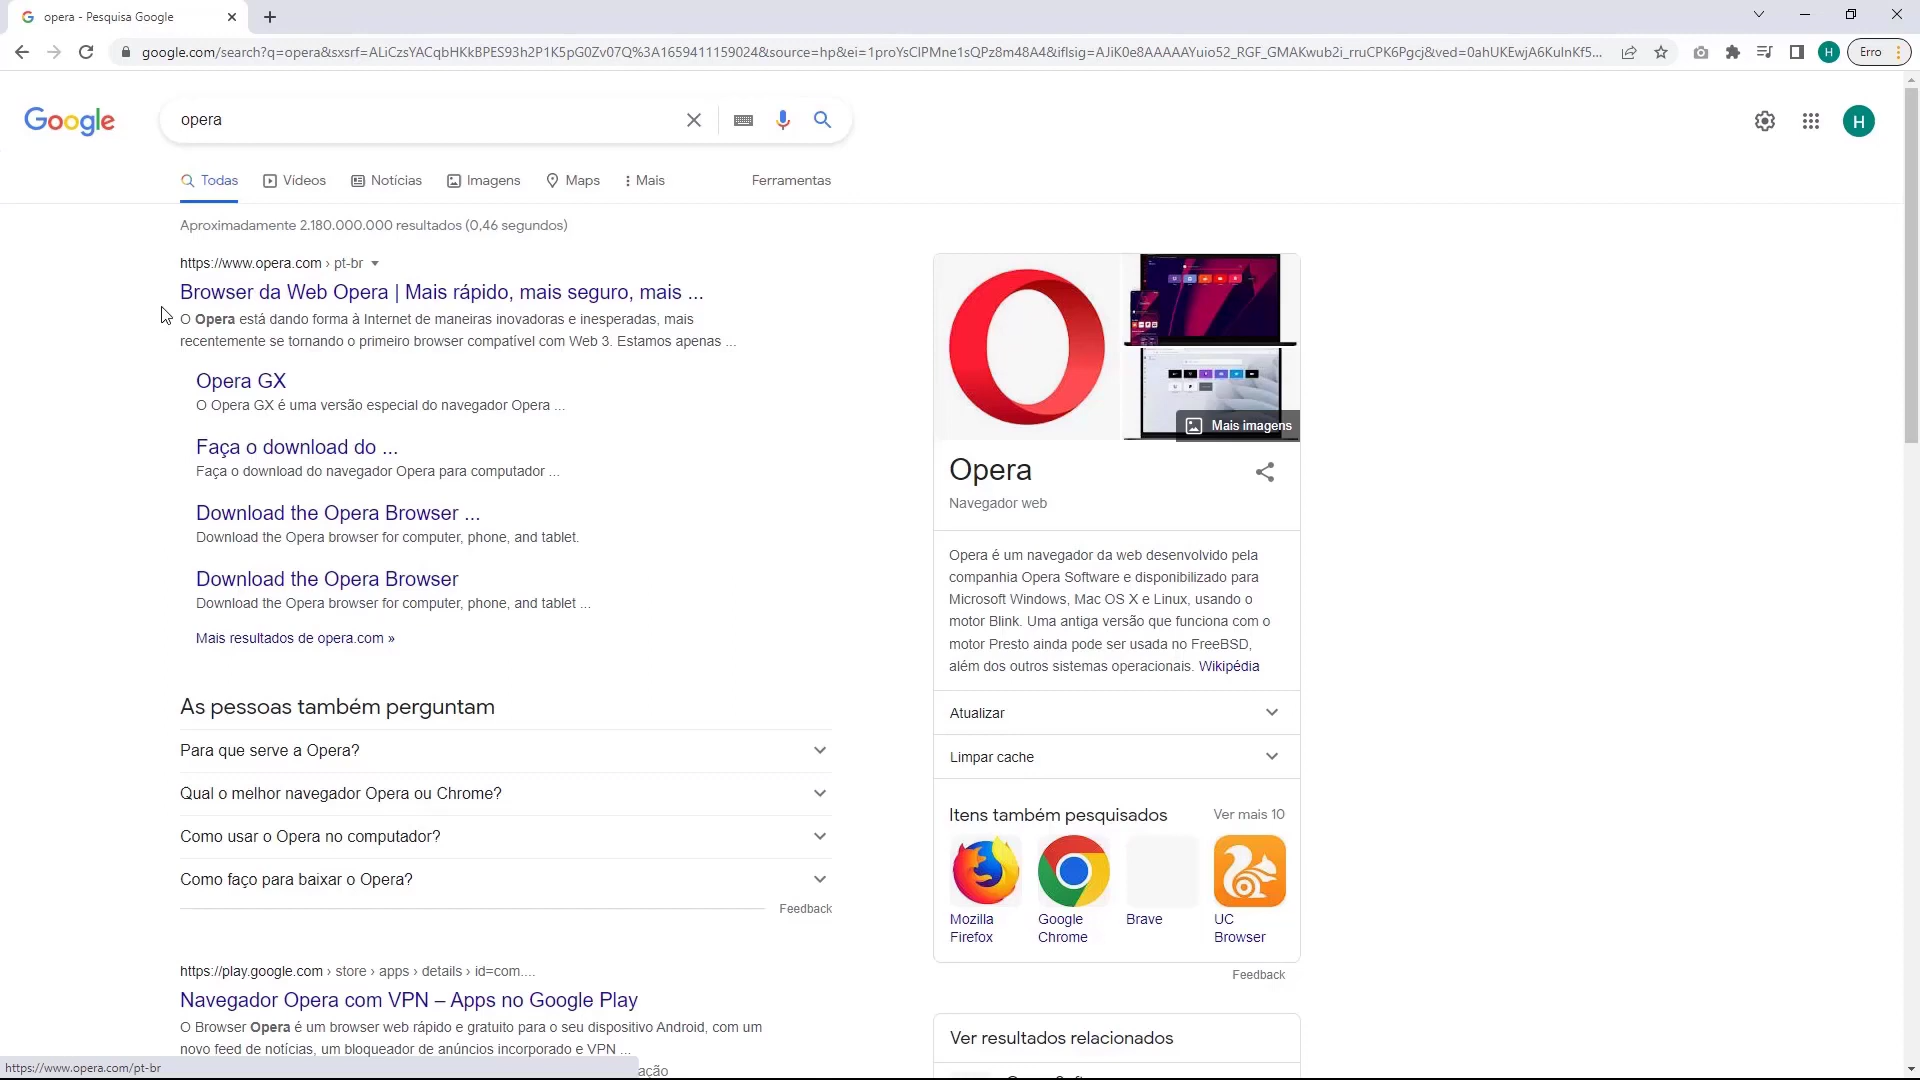 opera - Pesquisa Google
google.com/search?q=opera&sxsrf=ALiCzsYACqbHKkBPES93h2P1K5pG0Zv07Q%3A1659411159024&source=hp&ei=1proYsClPMne1sQPz8m48A4&iflsig=AJiK0e8AAAAAYuio52_RGF_GMAKwub2i_rruCPK6Pgcj&ved=0ahUKEwjA6KuInKf5...
H
Erro
Google
opera
H
Todas
Vídeos
Notícias
Imagens
Maps
Mais
Ferramentas
Aproximadamente 2.180.000.000 resultados (0,46 segundos)
https://www.opera.com › pt-br
Browser da Web Opera | Mais rápido, mais seguro, mais ...
O Opera está dando forma à Internet de maneiras inovadoras e inesperadas, mais
recentemente se tornando o primeiro browser compatível com Web 3. Estamos apenas ...
Opera GX
O Opera GX é uma versão especial do navegador Opera ...
Faça o download do ...
Faça o download do navegador Opera para computador ...
Download the Opera Browser ...
Download the Opera browser for computer, phone, and tablet.
Download the Opera Browser
Download the Opera browser for computer, phone, and tablet ...
Mais resultados de opera.com »
As pessoas também perguntam
Para que serve a Opera?
Qual o melhor navegador Opera ou Chrome?
Como usar o Opera no computador?
Como faço para baixar o Opera?
Feedback
https://play.google.com › store › apps › details › id=com....
Navegador Opera com VPN – Apps no Google Play
O Browser Opera é um browser web rápido e gratuito para o seu dispositivo Android, com um
novo feed de notícias, um bloqueador de anúncios incorporado e VPN ...
ação
https://www.opera.com/pt-br
Mais imagens
Opera
Navegador web
Opera é um navegador da web desenvolvido pela
companhia Opera Software e disponibilizado para
Microsoft Windows, Mac OS X e Linux, usando o
motor Blink. Uma antiga versão que funciona com o
motor Presto ainda pode ser usada no FreeBSD,
além dos outros sistemas operacionais. Wikipédia
Atualizar
Limpar cache
Itens também pesquisados
Ver mais 10
Mozilla Firefox
Google Chrome
Brave
UC Browser
Feedback
Ver resultados relacionados